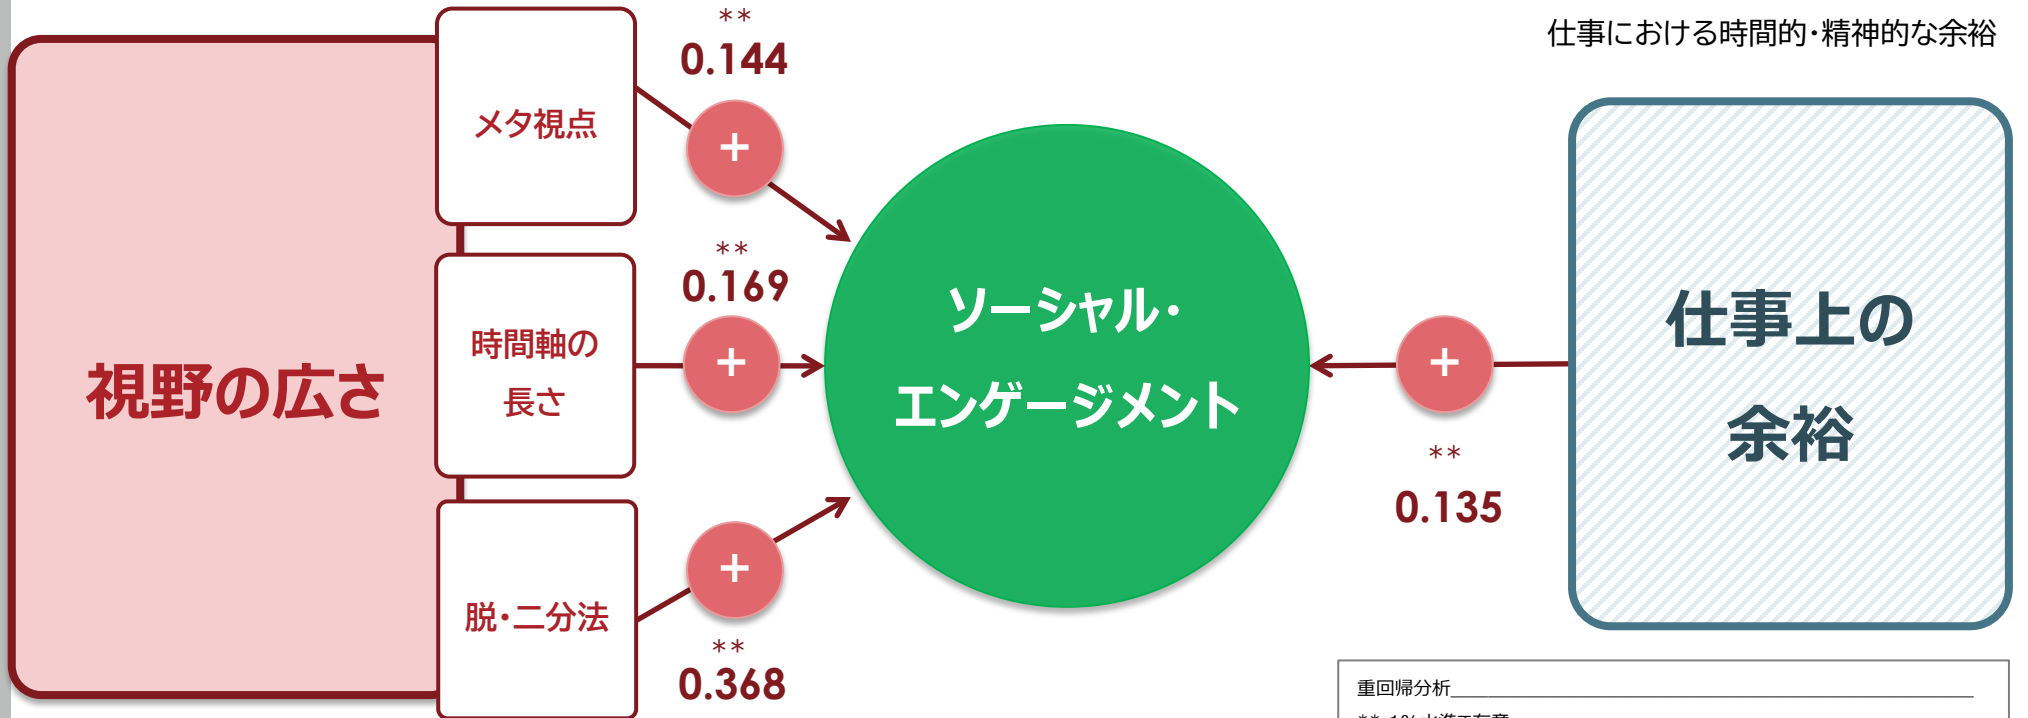 **
0.144
仕事における時間的・精神的な余裕
メタ視点
+
**
0.169
時間軸の
長さ
+
視野の広さ
脱・二分法
+
**
0.368
ソーシャル・
エンゲージメント
+
**
0.135
仕事上の
余裕
重回帰分析